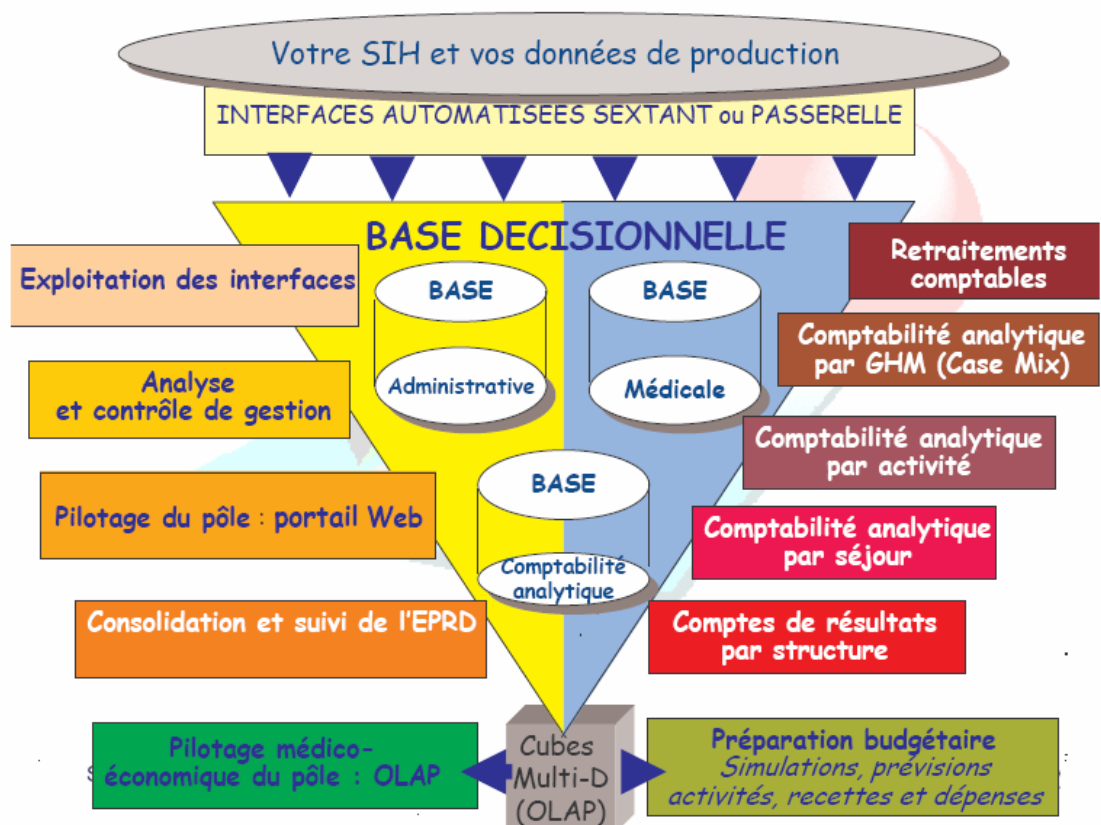 Votre SIH et vos données de production
INTERFACES AUTOMATISEES SEXTANT ou PASSERELLE
BASE DECISIONNELLE
Exploitation des interfaces
BASE
Administrative
BASE
Médicale
Retraitements
comptables
Comptabilité analytique
par GHM (Case Mix)
Analyse
et contrôle de gestion
Comptabilité analytique
par activité
Pilotage du pôle : portail Web
BASE
Comptabilité
analytique
Comptabilité analytique
par séjour
Consolidation et suivi de l'EPRD
Comptes de résultats
par structure
Pilotage médico-
économique du pôle : OLAP
Cubes
Multi-D
(OLAP)
Préparation budgétaire
Simulations, prévisions
activités, recettes et dépenses